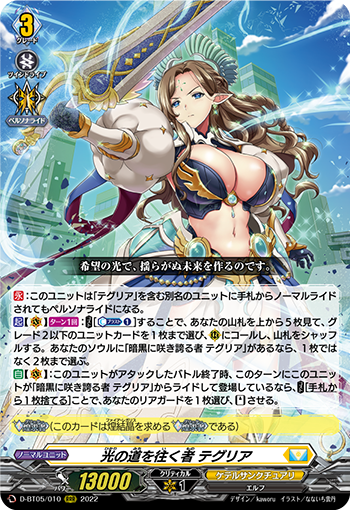 3
グレード
ツインドライブ
ペルソナライド
希望の光で、揺らがぬ未来を作るのです。
永:このユニットは「テグリア」を含む別名のユニットに手札からノーマルライド
されてもペルソナライドになる。
起【】ターン1回:[1]することで、あなたの山札を上から5枚見て、グ
レード2以下のユニットカードを1枚まで選び、Ⓡにコールし、山札をシャッフ
ルする。あなたのソウルに「暗黒に咲き誇る者 テグリア」があるなら、1枚では
なく2枚まで選ぶ。
自【】:このユニットがアタックしたバトル終了時、このターンにこのユニッ
トが「暗黒に咲き誇る者 テグリア」からライドして登場しているなら、[手札か
ら1枚捨てる]ことで、あなたのリアガードを1枚選び、スタンドさせる。
(このカードは である)
ノーマルユニット
光の道を往く者 テグリア
パワー
13000
クリティカル
1
ケテルサンクチュアリ
エルフ
D-BT05/010 RRR 2022
デザイン/kaworu イラスト/なないち雲丹